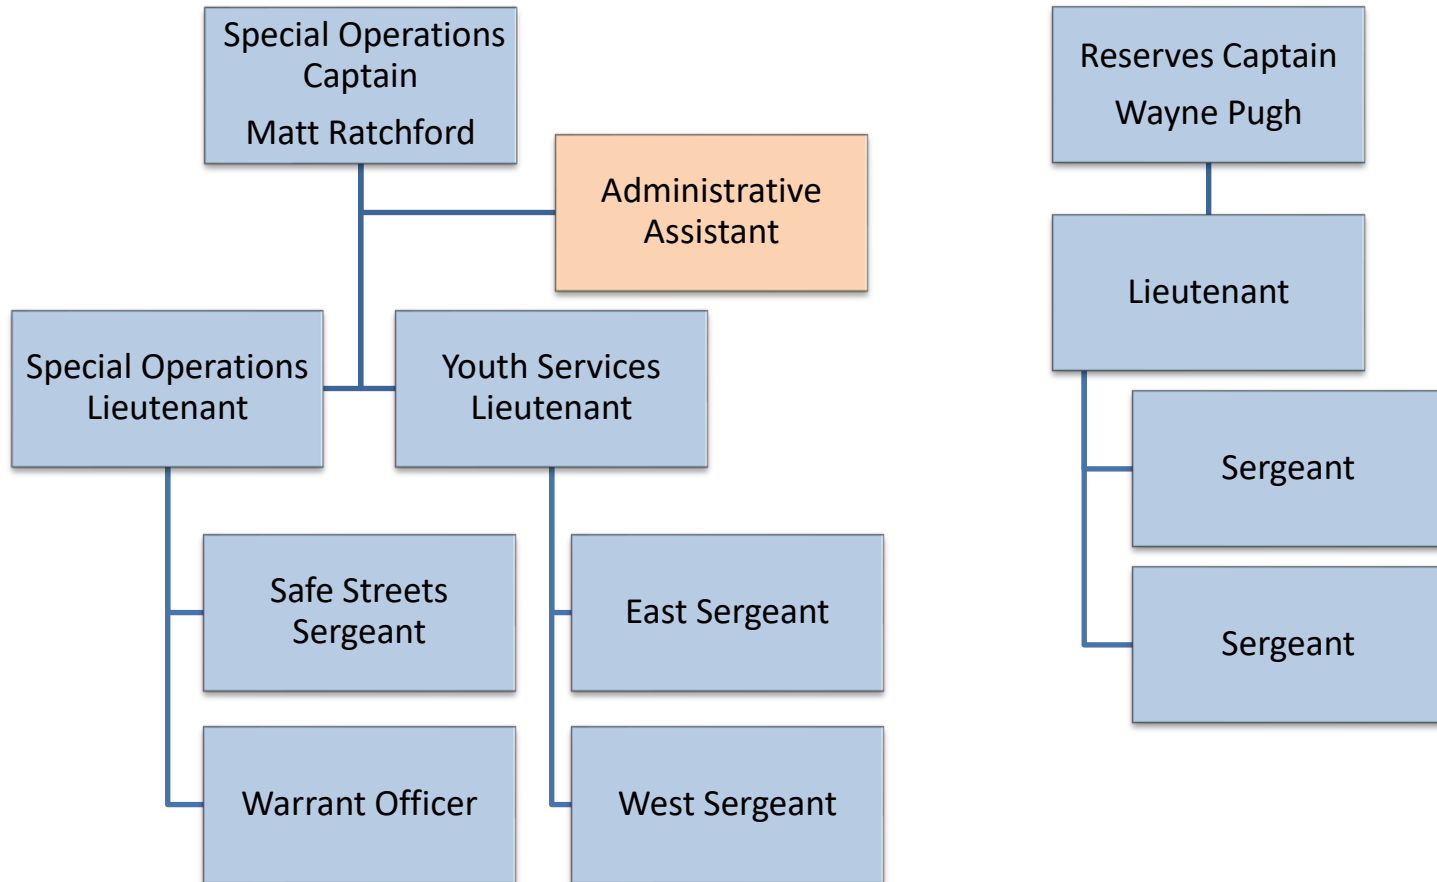 Special Operations
Captain
Matt Ratchford
Administrative
Assistant
Special Operations
Lieutenant
Youth Services
Lieutenant
Safe Streets
Sergeant
East Sergeant
Warrant Officer
West Sergeant
Reserves Captain
Wayne Pugh
Lieutenant
Sergeant
Sergeant